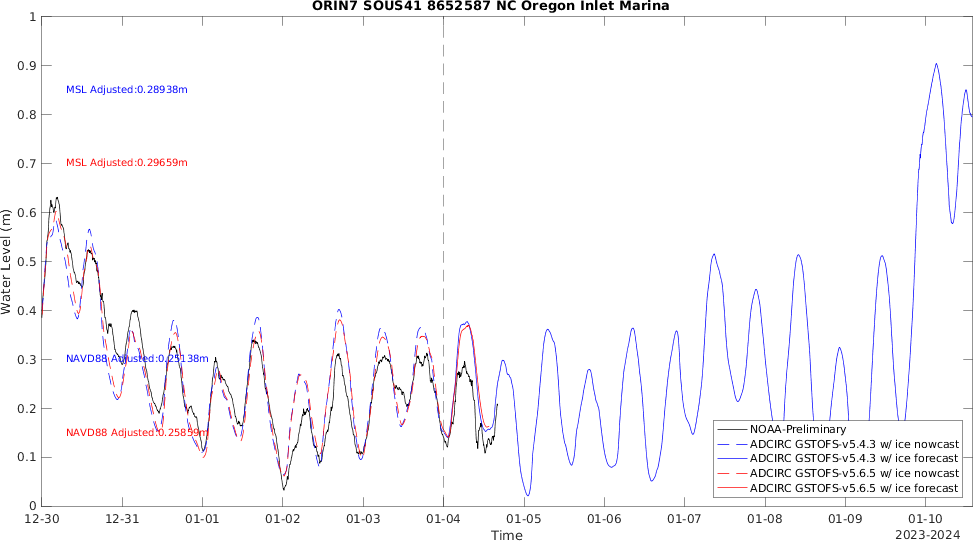 ORIN7 SOUS41 8652587 NC Oregon Inlet Marina
1
0.9
0.8
0.7
0.6
0.5
0.4
0.3
0.2
0.1
0
Water Level (m)
MSL Adjusted:0.28938m
MSL Adjusted:0.29659m
NAVD88 Adjusted:0.25138m
NAVD88 Adjusted:0.25859m
NOAA-Preliminary
ADCIRC GSTOFS-v5.4.3 w/ ice nowcast
ADCIRC GSTOFS-v5.4.3 w/ ice forecast
ADCIRC GSTOFS-v5.6.5 w/ ice nowcast
ADCIRC GSTOFS-v5.6.5 w/ ice forecast
12-30 12-31 01-01 01-02 01-03 01-04 01-05 01-06 01-07 01-08 01-09 01-10
Time
2023-2024